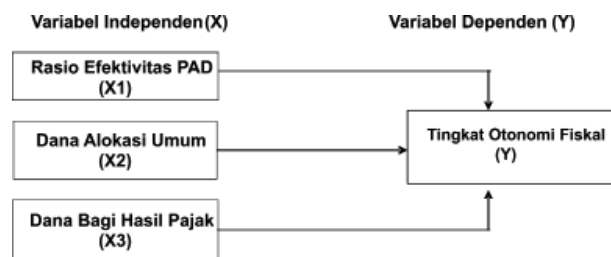 Variabel Independen (X)
Variabel Dependen (Y)
Rasio Efektivitas PAD
(X1)
Dana Alokasi Umum
(X2)
Tingkat Otonomi Fiskal
(Y)
Dana Bagi Hasil Pajak
(X3)